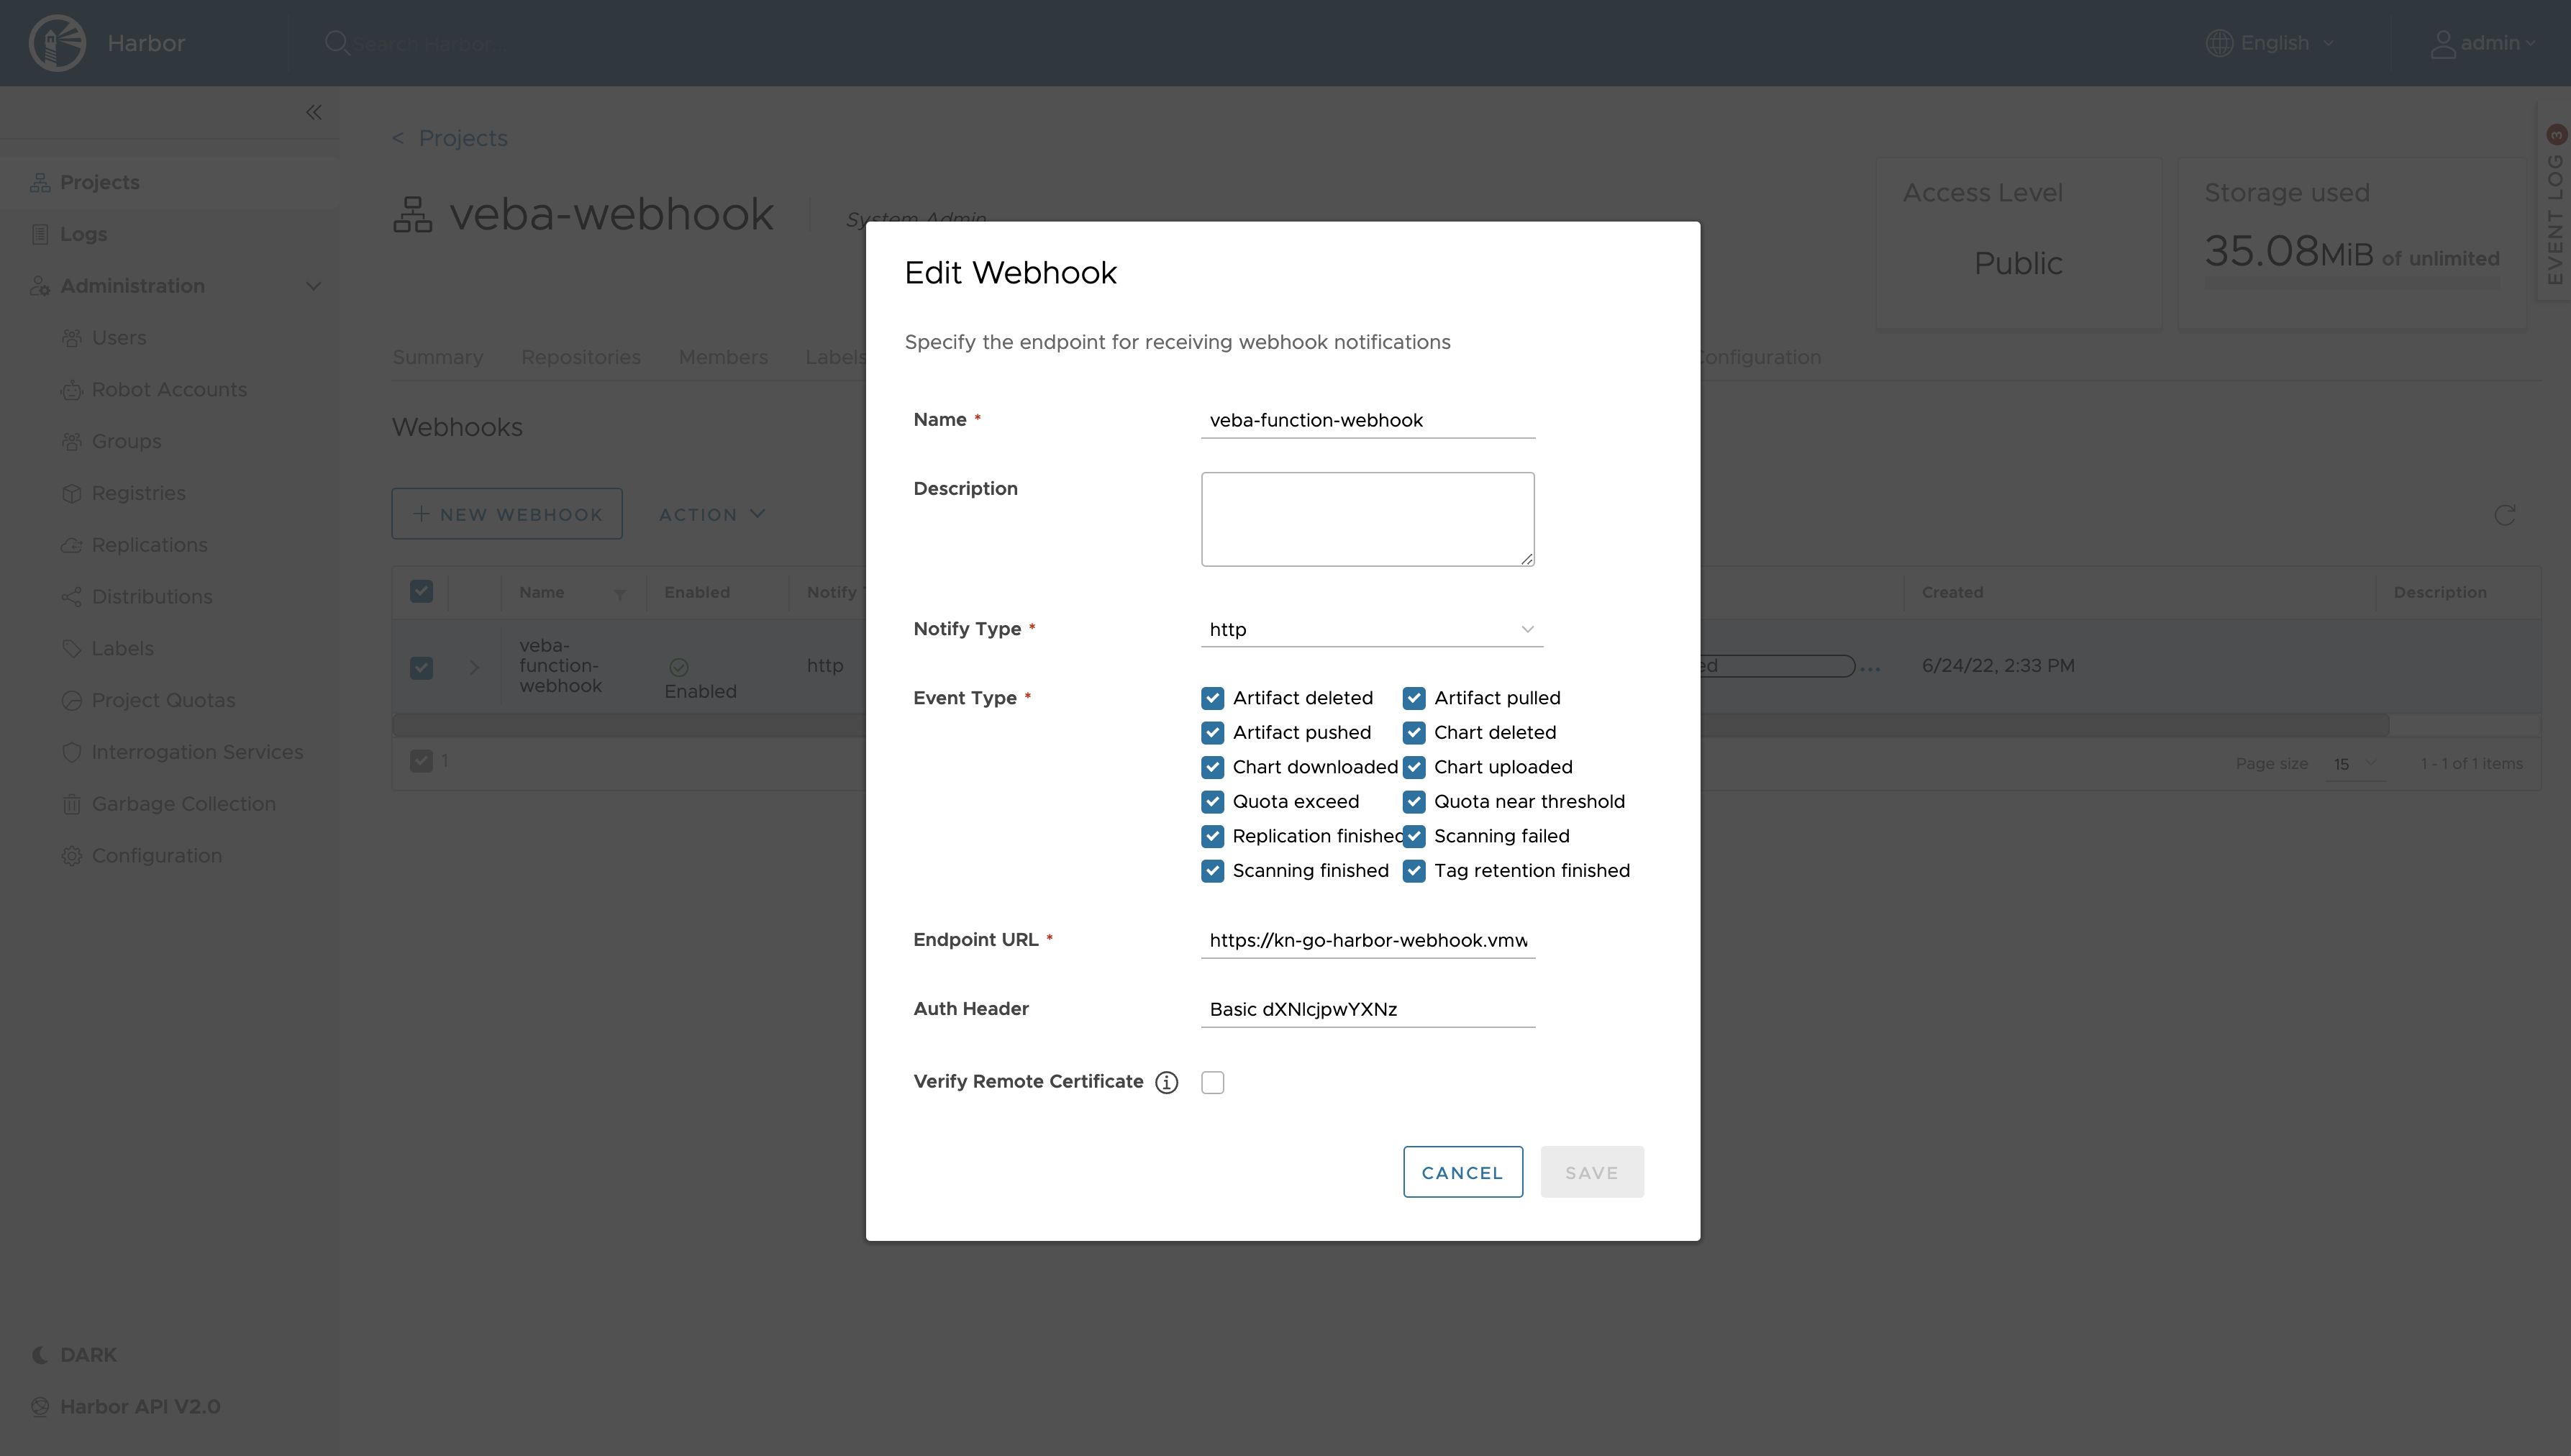 Harbor
Search Harbor
English
admin
Projects
Logs
Administration
Users
Robot Accounts
Groups
Registries
Replications
Distributions
Labels
Project Quotas
Interrogation Services
Garbage Collection
Configuration
DARK
Harbor API V2.0
< Projects
veba-webhook
System Admin
Access Level
Public
Storage used
35.08MiB of unlimited
EVENT LOG 3
Summary Repositories Members Labels
Configuration
Webhooks
+ NEW WEBHOOK
ACTION
Name Enabled Notify
Created Description
veba-function-webhook
Enabled
http
ed
...
6/24/22, 2:33 PM
1
Page size 15 1 - 1 of 1 items
Edit Webhook
Specify the endpoint for receiving webhook notifications
Name * veba-function-webhook
Description
Notify Type * http
Event Type *
Artifact deleted Artifact pulled
Artifact pushed Chart deleted
Chart downloaded Chart uploaded
Quota exceed Quota near threshold
Replication finished Scanning failed
Scanning finished Tag retention finished
Endpoint URL * https://kn-go-harbor-webhook.vmw
Auth Header Basic dXNlcjpwYXNz
Verify Remote Certificate
CANCEL SAVE